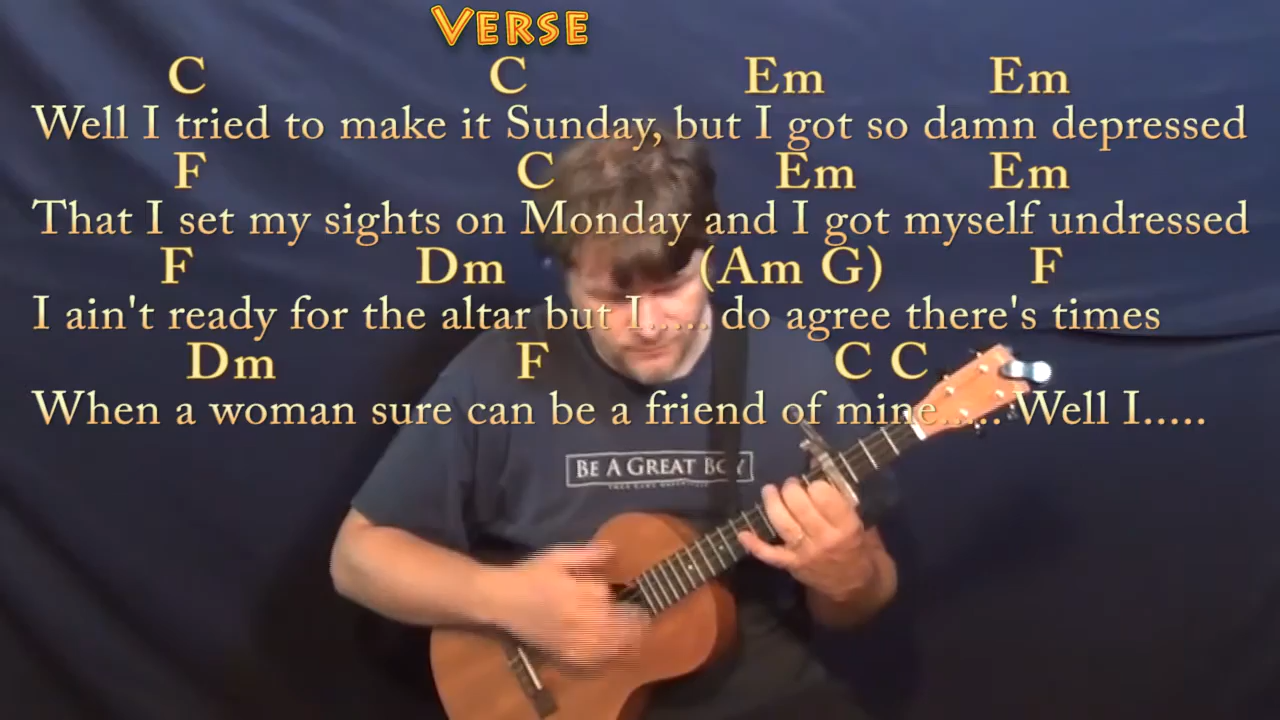 VERSE
C C Em Em
Well I tried to make it Sunday, but I got so damn depressed
F C Em Em
That I set my sights on Monday and I got myself undressed
F Dm (Am G) F
I ain't ready for the altar but I..... do agree there's times
Dm F C C
When a woman sure can be a friend of mine..... Well I.....
BE A GREAT BOY